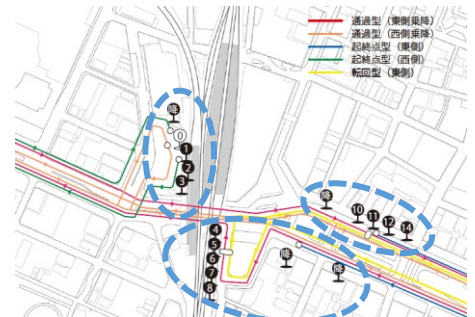 通過型（東側乗降）
通過型（西側乗降）
起終点型（東側）
起終点型（西側）
転回型（東側）
降
0
1
2
3
降
10
11
12
14
4
5
6
7
8
降
降